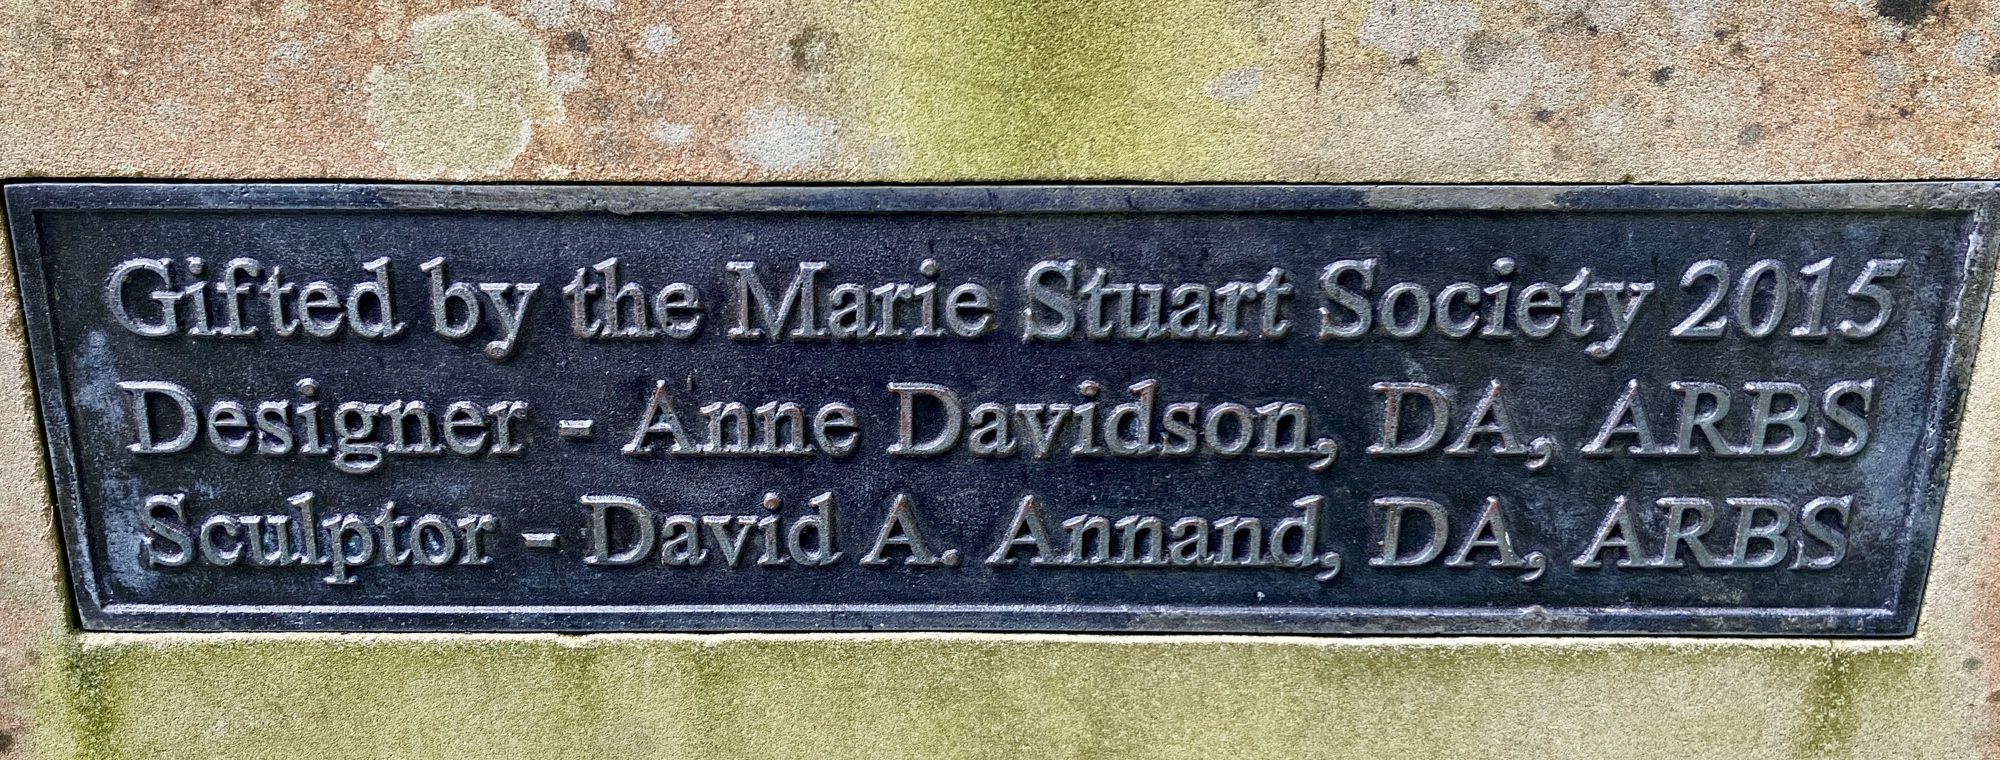 Gifted by the Marie Stuart Society 2015
Designer - Anne Davidson, DA, ARBS
Sculptor - David A. Annand, DA, ARBS